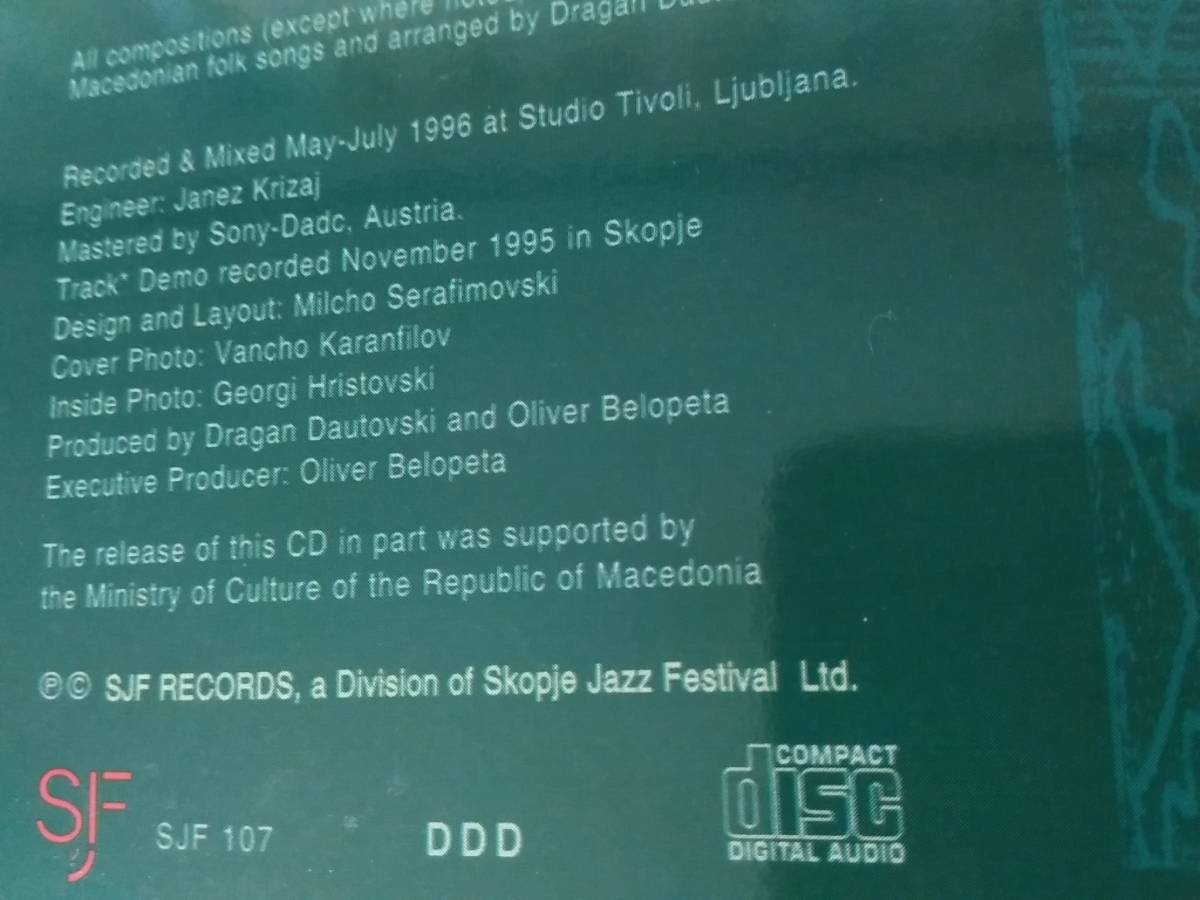 All compositions (except where noted
Macedonian folk songs and arranged by Dragan
Recorded & Mixed May-July 1996 at Studio Tivoli, Ljubljana.
Engineer: Janez Krizaj
Mastered by Sony-Dadc, Austria.
Track* Demo recorded November 1995 in Skopje
Design and Layout: Milcho Serafimovski
Cover Photo: Vancho Karanfilov
Inside Photo: Georgi Hristovski
Produced by Dragan Dautovski and Oliver Belopeta
Executive Producer: Oliver Belopeta
The release of this CD in part was supported by
the Ministry of Culture of the Republic of Macedonia
℗© SJF RECORDS, a Division of Skopje Jazz Festival Ltd.
SJF
SJF 107
DDD
COMPACT
disc
DIGITAL AUDIO